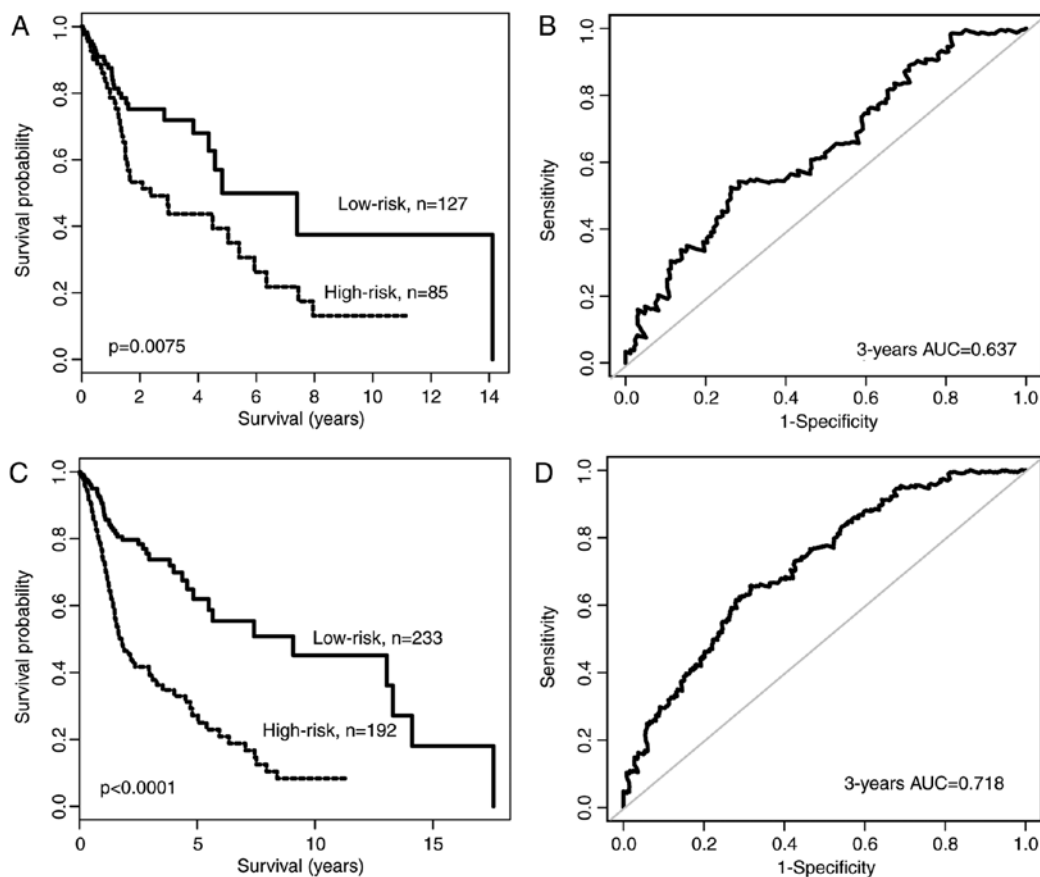 A
Survival probability
1.0
0.8
0.6
0.4
0.2
0.0
Low-risk, n=127
High-risk, n=85
p=0.0075
0 2 4 6 8 10 12 14
Survival (years)
B
Sensitivity
1.0
0.8
0.6
0.4
0.2
0.0
3-years AUC=0.637
0.0 0.2 0.4 0.6 0.8 1.0
1-Specificity
C
Survival probability
1.0
0.8
0.6
0.4
0.2
0.0
Low-risk, n=233
High-risk, n=192
p<0.0001
0 5 10 15
Survival (years)
D
Sensitivity
1.0
0.8
0.6
0.4
0.2
0.0
3-years AUC=0.718
0.0 0.2 0.4 0.6 0.8 1.0
1-Specificity